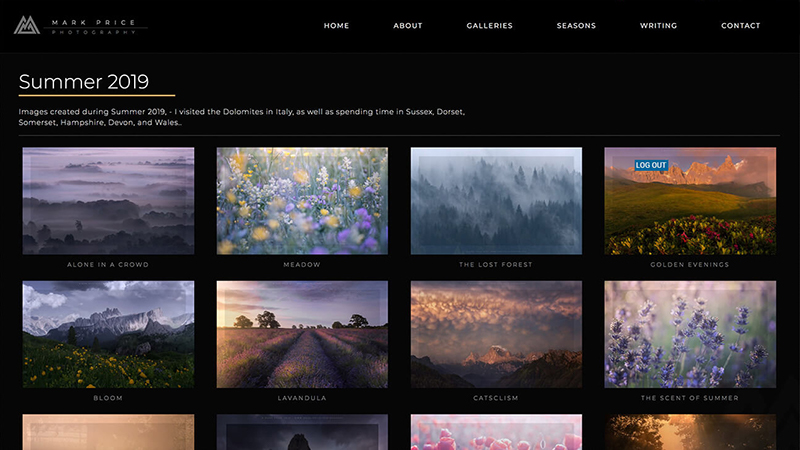 MARK PRICE
PHOTOGRAPHY
HOME ABOUT GALLERIES SEASONS WRITING CONTACT
Summer 2019
Images created during Summer 2019, - I visited the Dolomites in Italy, as well as spending time in Sussex, Dorset,
Somerset, Hampshire, Devon, and Wales..
LOG OUT
ALONE IN A CROWD MEADOW THE LOST FOREST GOLDEN EVENINGS
BLOOM LAVANDULA CATSCLISM THE SCENT OF SUMMER